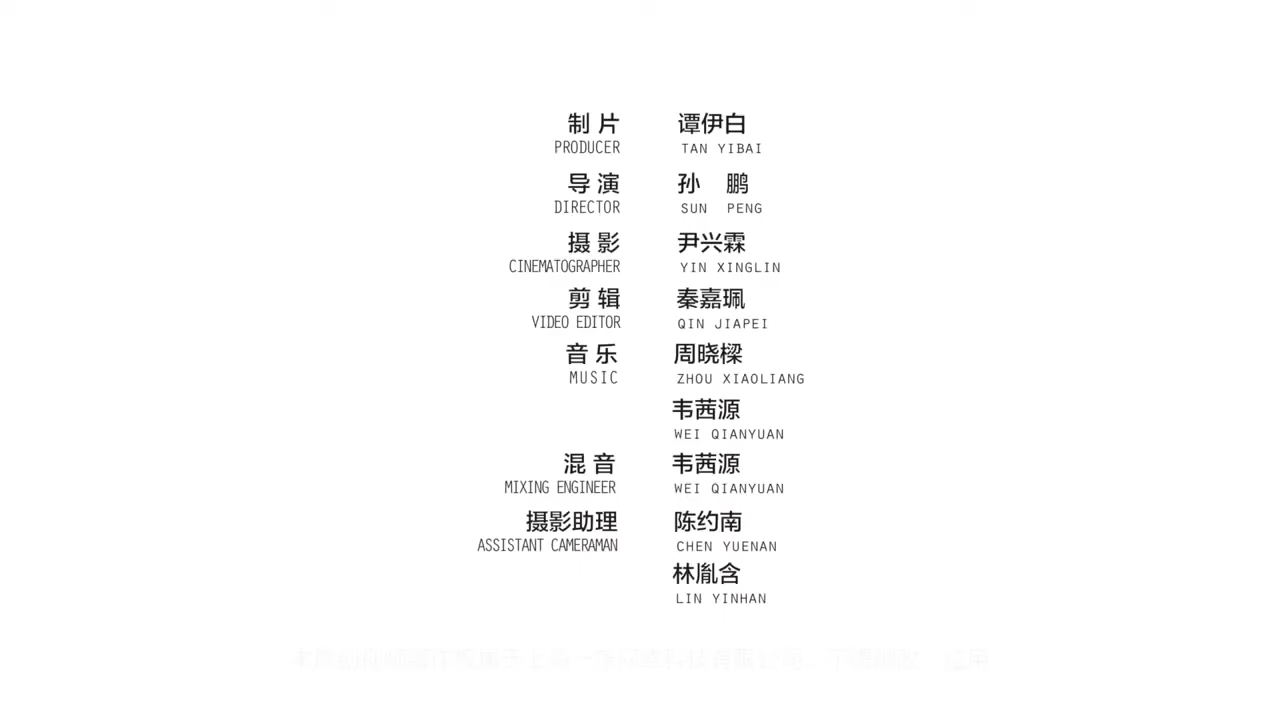 制片 谭伊白
PRODUCER TAN YIBAI
导演 孙 鹏
DIRECTOR SUN PENG
摄影 尹兴霖
CINEMATOGRAPHER YIN XINGLIN
剪辑 秦嘉珮
VIDEO EDITOR QIN JIAPEI
音乐 周晓樑
MUSIC ZHOU XIAOLIANG
韦茜源
WEI QIANYUAN
混音 韦茜源
MIXING ENGINEER WEI QIANYUAN
摄影助理 陈约南
ASSISTANT CAMERAMAN CHEN YUENAN
林胤含
LIN YINHAN